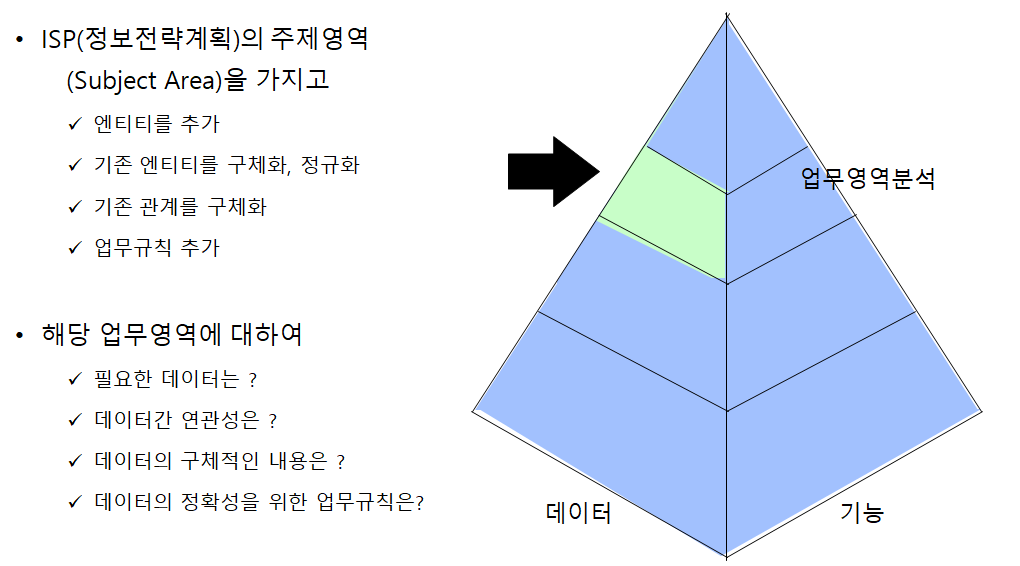 • ISP(정보전략계획)의 주제영역
(Subject Area)을 가지고
✓ 엔티티를 추가
✓ 기존 엔티티를 구체화, 정규화
✓ 기존 관계를 구체화
✓ 업무규칙 추가
• 해당 업무영역에 대하여
✓ 필요한 데이터는 ?
✓ 데이터간 연관성은 ?
✓ 데이터의 구체적인 내용은 ?
✓ 데이터의 정확성을 위한 업무규칙은?
업무영역분석
데이터
기능